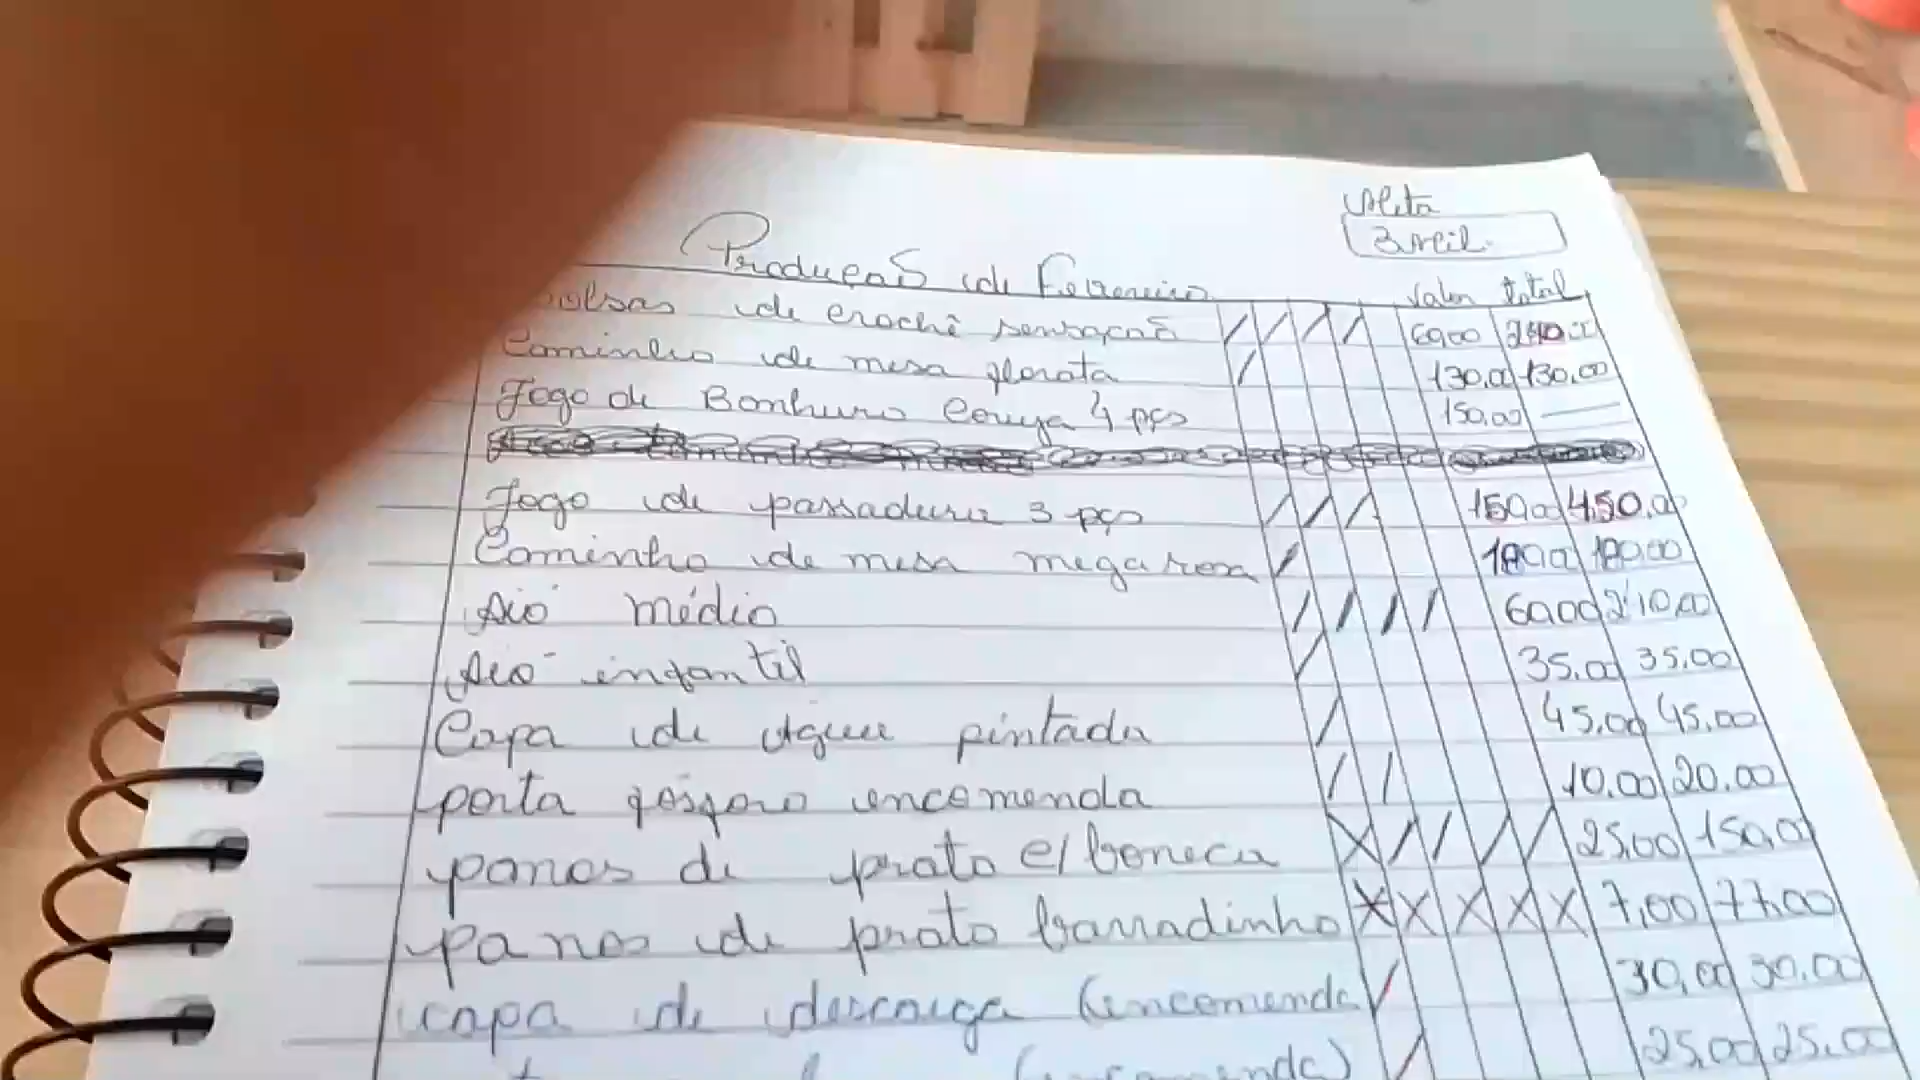 Meta
3 Mil.
Produção de Fevereiro
valor total
bolsas de crochê sensação 60,00 240,00
Caminho de mesa florata 130,00 130,00
Jogo de Banheiro Coruja 4 pçs 150,00
Jogo de passadeira 3 pçs 150,00 450,00
Caminho de mesa megarosa
Aió médio 60,00 210,00
Aió infantil 35,00 35,00
Capa de água pintada 45,00 45,00
porta fósforo encomenda 10,00 20,00
panos de prato c/ boneca 25,00 150,00
panos de prato barradinho 7,00 77,00
capa de descarga (encomenda 30,00 30,00
(encomenda) 25,00 25,00